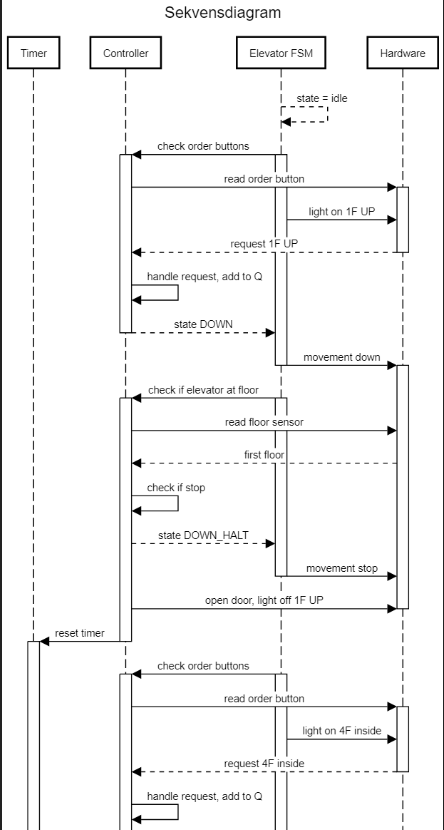 Sekvensdiagram
Timer
Controller
Elevator FSM
Hardware
state = idle
check order buttons
read order button
light on 1F UP
request 1F UP
handle request, add to Q
state DOWN
movement down
check if elevator at floor
read floor sensor
first floor
check if stop
state DOWN_HALT
movement stop
open door, light off 1F UP
reset timer
check order buttons
read order button
light on 4F inside
request 4F inside
handle request, add to Q